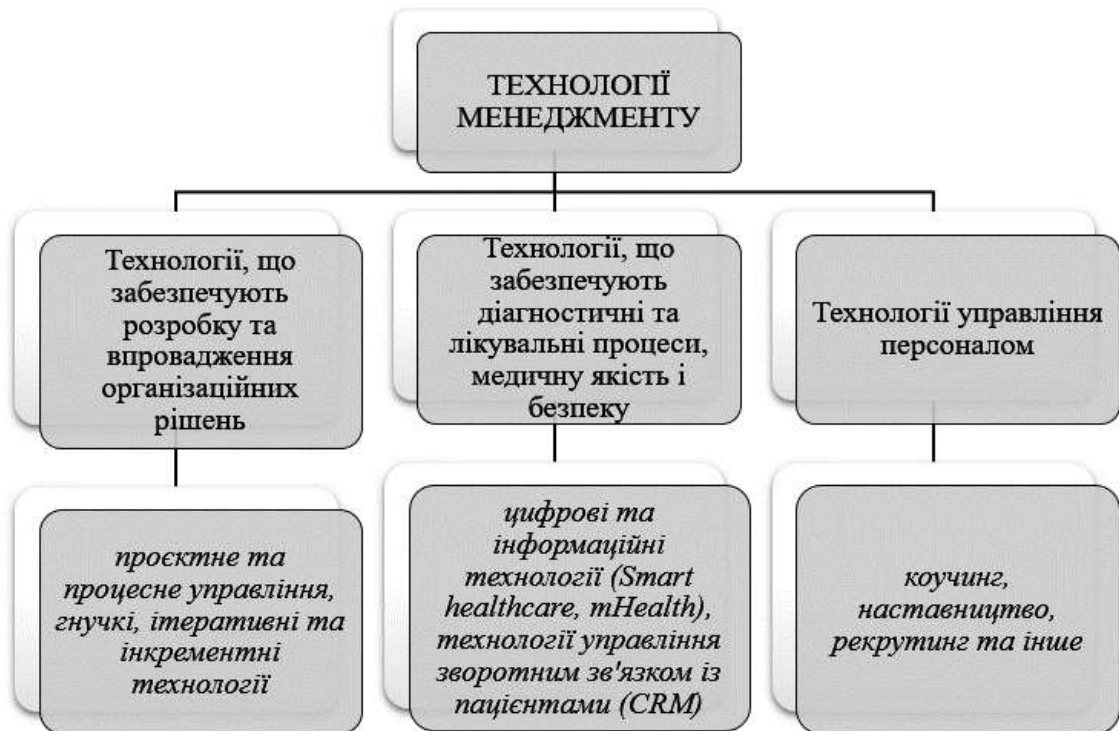 ТЕХНОЛОГІЇ
МЕНЕДЖМЕНТУ
Технології, що
забезпечують
розробку та
впровадження
організаційних
рішень
Технології, що
забезпечують
діагностичні та
лікувальні процеси,
медичну якість і
безпеку
Технології управління
персоналом
проєктне та
процесне управління,
гнучкі, ітеративні та
інкрементні
технології
цифрові та
інформаційні
технології (Smart
healthcare, mHealth),
технології управління
зворотним зв'язком із
пацієнтами (CRM)
коучинг,
наставництво,
рекрутинг та інше